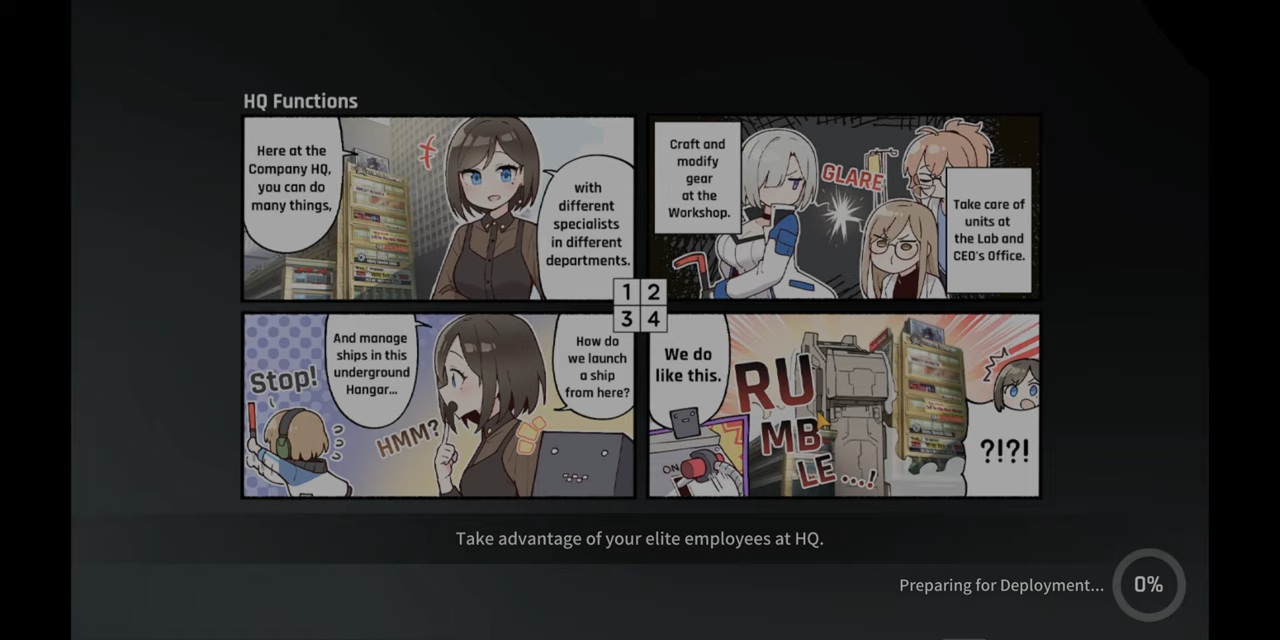 HQ Functions
Here at the
Company HQ,
you can do
many things,
with
different
specialists
in different
departments.
Craft and
modify
gear
at the
Workshop.
GLARE
Take care of
units at
the Lab and
CEO's Office.
1 2
3 4
Stop!
And manage
ships in this
underground
Hangar...
HMM?
How do
we launch
a ship
from here?
We do
like this.
ON
RU
MB
LE...!
?!?!
Take advantage of your elite employees at HQ.
Preparing for Deployment...
0%